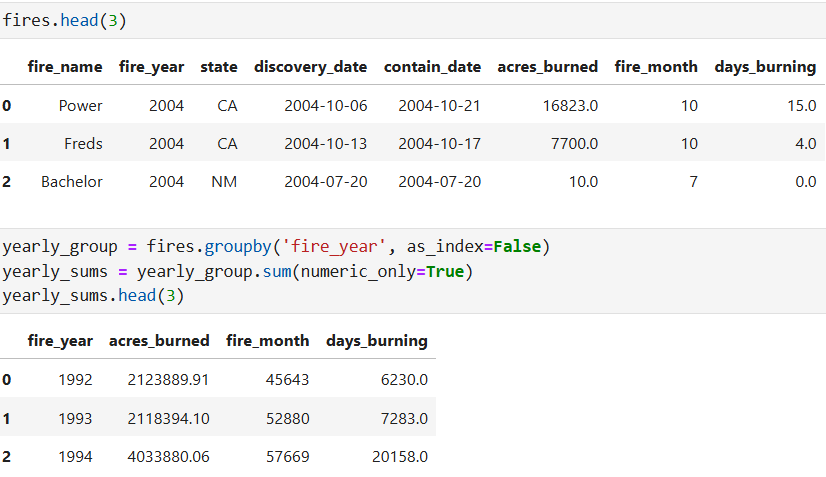 fires.head(3)
fire_name fire_year state discovery_date contain_date acres_burned fire_month days_burning
0 Power 2004 CA 2004-10-06 2004-10-21 16823.0 10 15.0
1 Freds 2004 CA 2004-10-13 2004-10-17 7700.0 10 4.0
2 Bachelor 2004 NM 2004-07-20 2004-07-20 10.0 7 0.0
yearly_group = fires.groupby('fire_year', as_index=False)
yearly_sums = yearly_group.sum(numeric_only=True)
yearly_sums.head(3)
fire_year acres_burned fire_month days_burning
0 1992 2123889.91 45643 6230.0
1 1993 2118394.10 52880 7283.0
2 1994 4033880.06 57669 20158.0